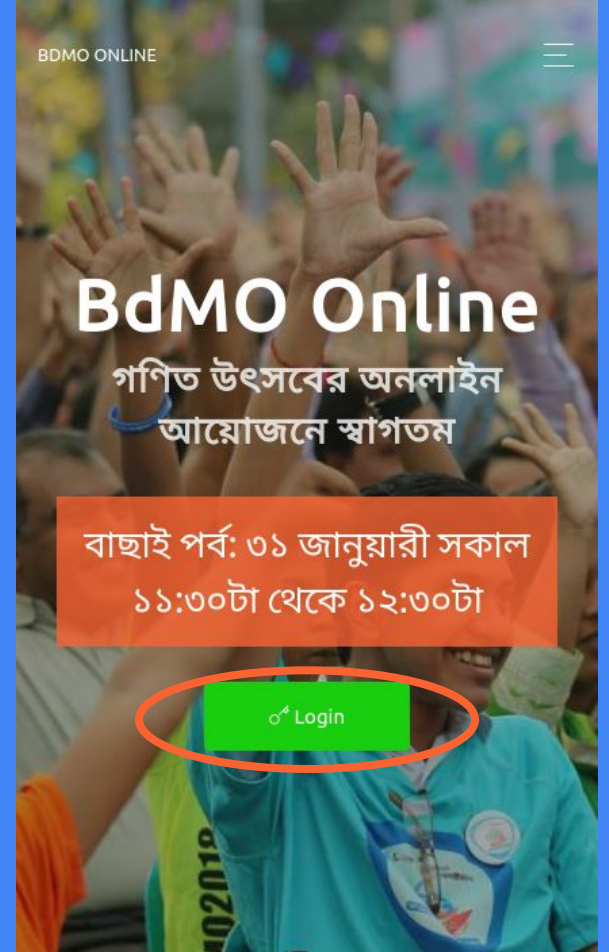 BDMO ONLINE
BdMO Online
গণিত উৎসবের অনলাইন
আয়োজনে স্বাগতম
বাছাই পর্ব: ৩১ জানুয়ারী সকাল
১১:৩০টা থেকে ১২:৩০টা
Login